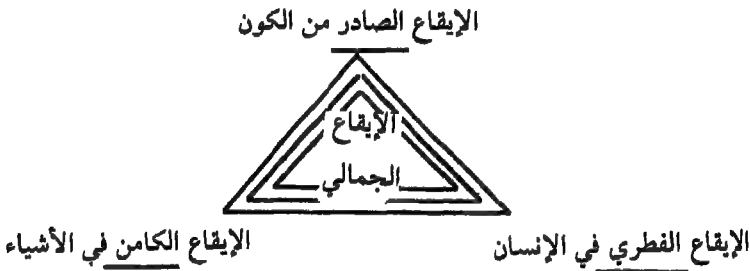 الإيقاع الصادر من الكون
الإيقاع
الجمالي
الإيقاع الفطري في الإنسان
الإيقاع الكامن في الأشياء